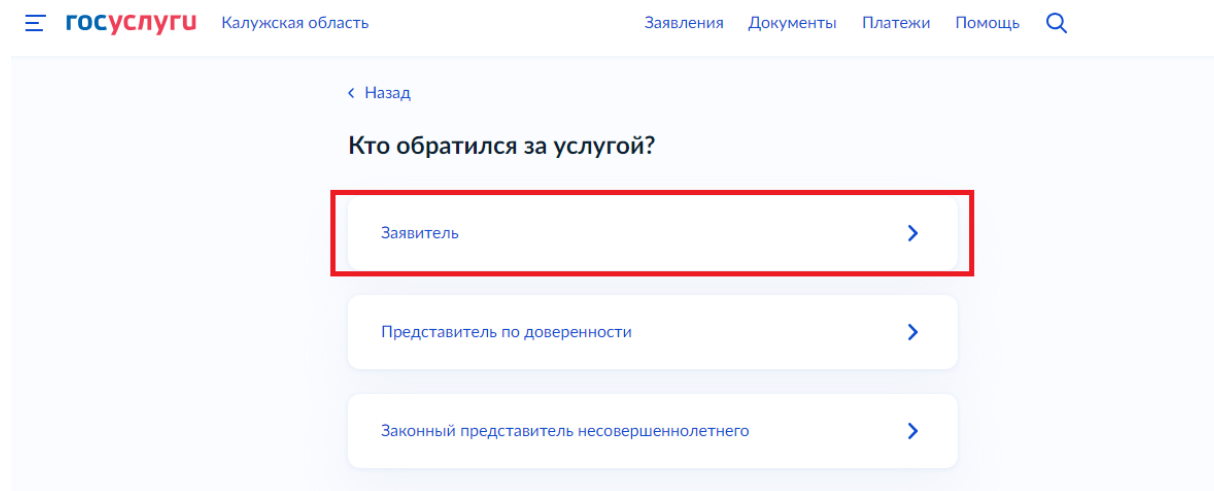 госуслуги Калужская область Заявления Документы Платежи Помощь
Назад
Кто обратился за услугой?
Заявитель
Представитель по доверенности
Законный представитель несовершеннолетнего